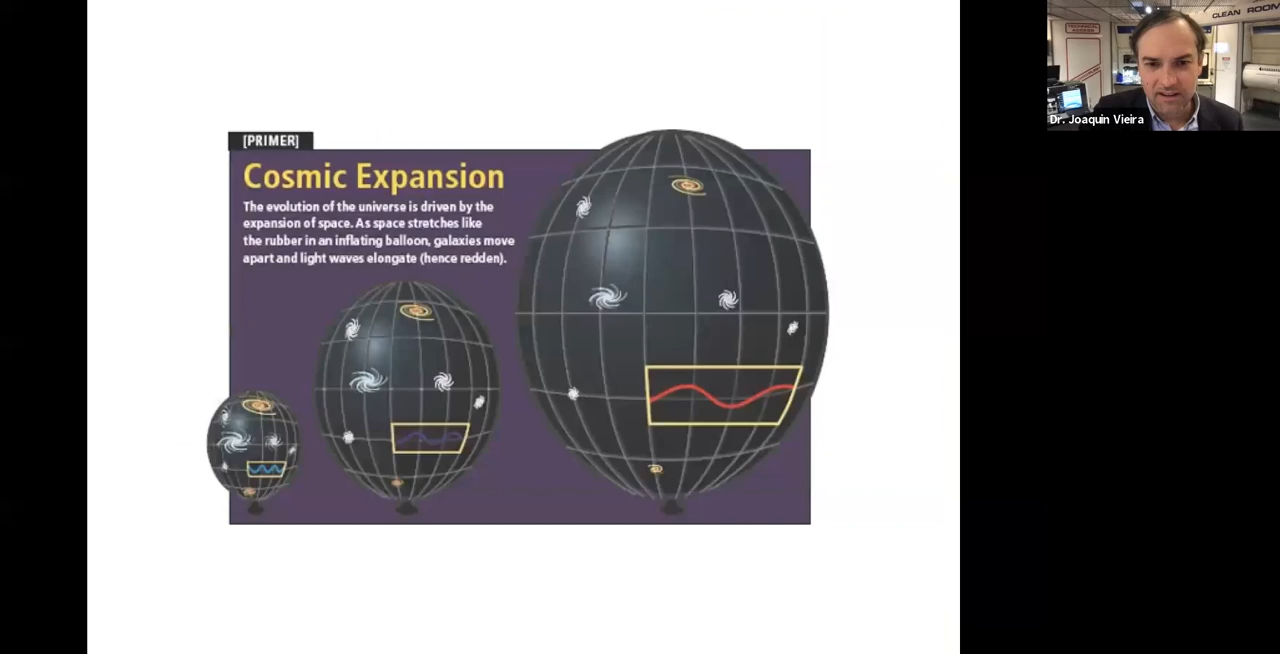 [PRIMER]
Cosmic Expansion
The evolution of the universe is driven by the
expansion of space. As space stretches like
the rubber in an inflating balloon, galaxies move
apart and light waves elongate (hence redden).
CLEAN ROOM
TECHNICAL
ACCESS
Dr. Joaquin Vieira